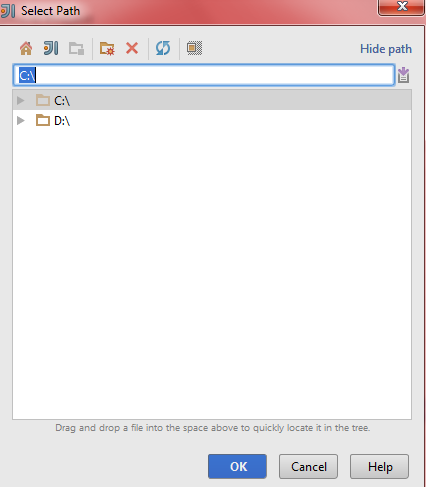 Select Path
Hide path
C:\
C:\
D:\
Drag and drop a file into the space above to quickly locate it in the tree.
OK Cancel Help